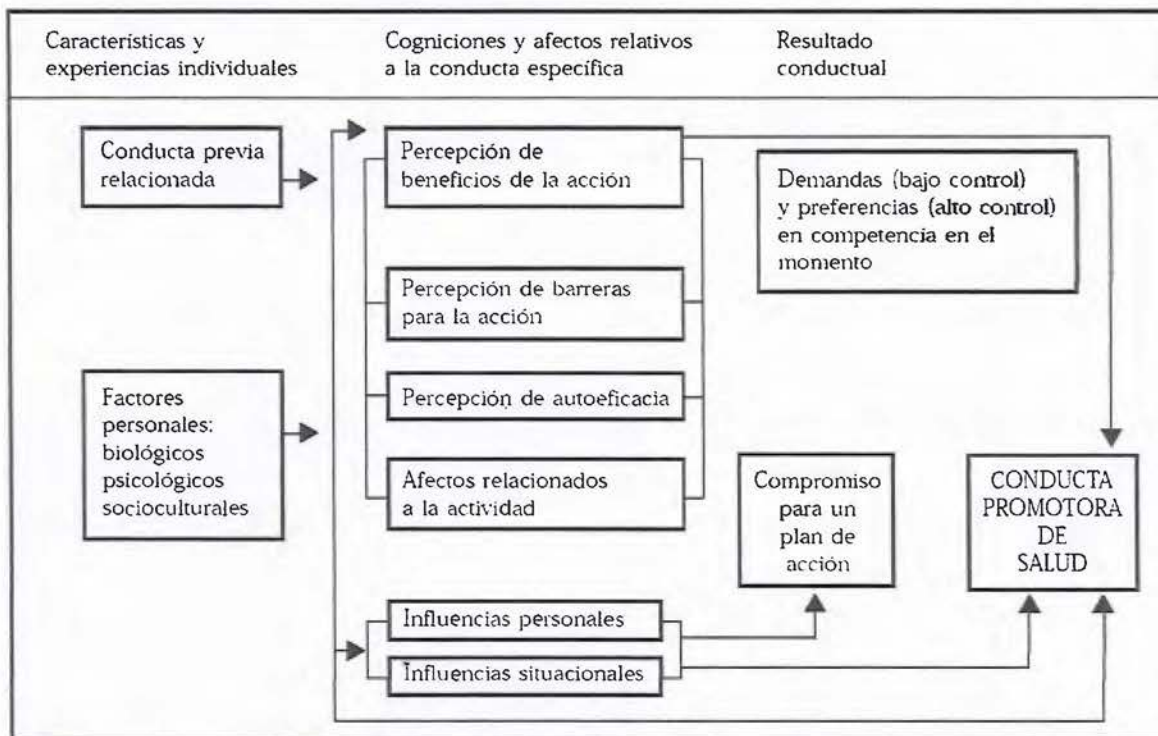 Características y
experiencias individuales
Cogniciones y afectos relativos
a la conducta específica
Resultado
conductual
Conducta previa
relacionada
Factores
personales:
biológicos
psicológicos
socioculturales
Percepción de
beneficios de la acción
Percepción de barreras
para la acción
Percepción de autoeficacia
Afectos relacionados
a la actividad
Influencias personales
Influencias situacionales
Demandas (bajo control)
y preferencias (alto control)
en competencia en el
momento
Compromiso
para un
plan de
acción
CONDUCTA
PROMOTORA
DE
SALUD